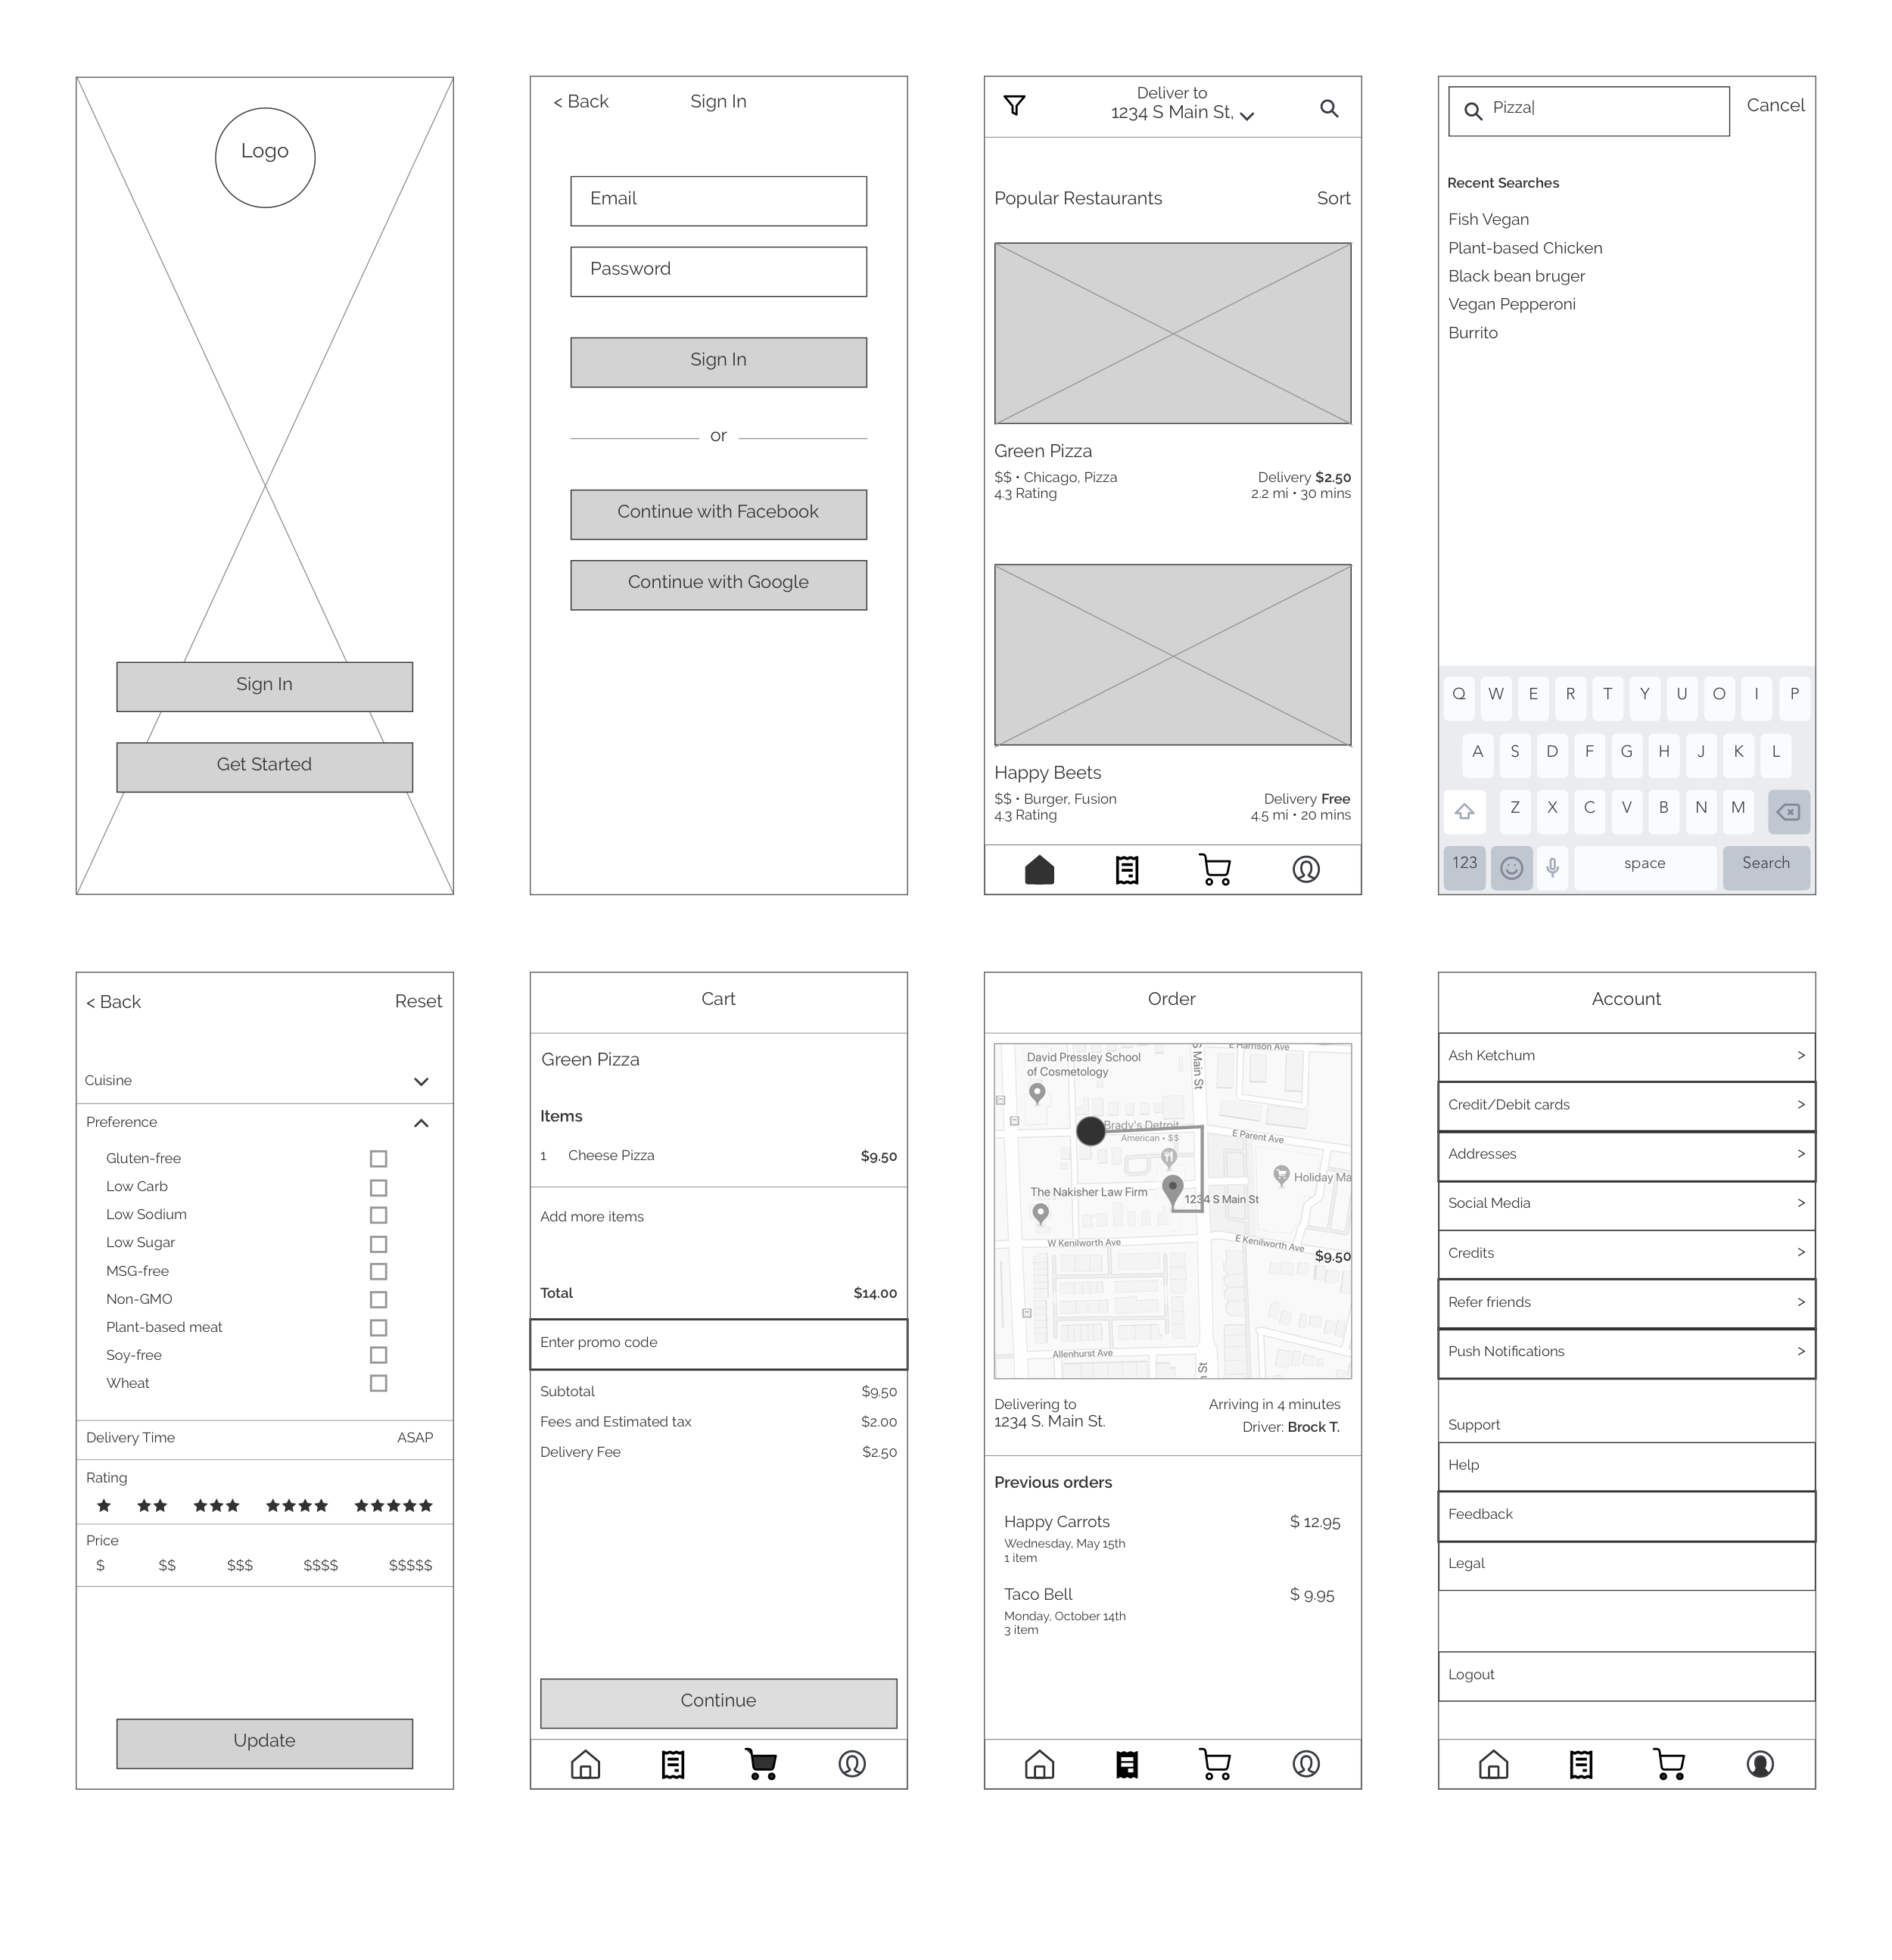 Logo
Sign In
Get Started
< Back Sign In
Email
Password
Sign In
or
Continue with Facebook
Continue with Google
Deliver to
1234 S Main St,
Popular Restaurants Sort
Green Pizza
$$ • Chicago, Pizza Delivery $2.50
4.3 Rating 2.2 mi • 30 mins
Happy Beets
$$ • Burger, Fusion Delivery Free
4.3 Rating 4.5 mi • 20 mins
Pizza| Cancel
Recent Searches
Fish Vegan
Plant-based Chicken
Black bean bruger
Vegan Pepperoni
Burrito
Q W E R T Y U O I P
A S D F G H J K L
Z X C V B N M
123 space Search
< Back Reset
Cuisine
Preference
Gluten-free
Low Carb
Low Sodium
Low Sugar
MSG-free
Non-GMO
Plant-based meat
Soy-free
Wheat
Delivery Time ASAP
Rating
Price
$ $$ $$$ $$$$ $$$$$
Update
Cart
Green Pizza
Items
1 Cheese Pizza $9.50
Add more items
Total $14.00
Enter promo code
Subtotal $9.50
Fees and Estimated tax $2.00
Delivery Fee $2.50
Continue
Order
E Harrison Ave
S Main St
David Pressley School
of Cosmetology
Brady's Detroit
American • $$
E Parent Ave
Holiday Ma
The Nakisher Law Firm
1234 S Main St
W Kenilworth Ave
E Kenilworth Ave
$9.50
Allenhurst Ave
St
Delivering to Arriving in 4 minutes
1234 S. Main St. Driver: Brock T.
Previous orders
Happy Carrots $ 12.95
Wednesday, May 15th
1 item
Taco Bell $ 9.95
Monday, October 14th
3 item
Account
Ash Ketchum >
Credit/Debit cards >
Addresses >
Social Media >
Credits >
Refer friends >
Push Notifications >
Support
Help
Feedback
Legal
Logout